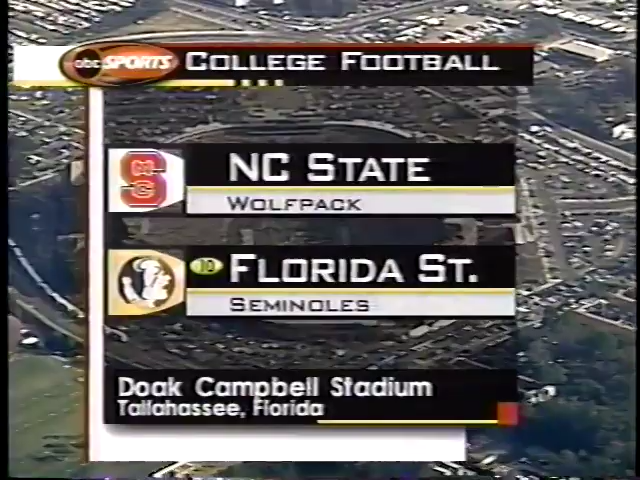 abc SPORTS COLLEGE FOOTBALL
NC STATE
WOLFPACK
10 FLORIDA ST.
SEMINOLES
Doak Campbell Stadium
Tallahassee, Florida